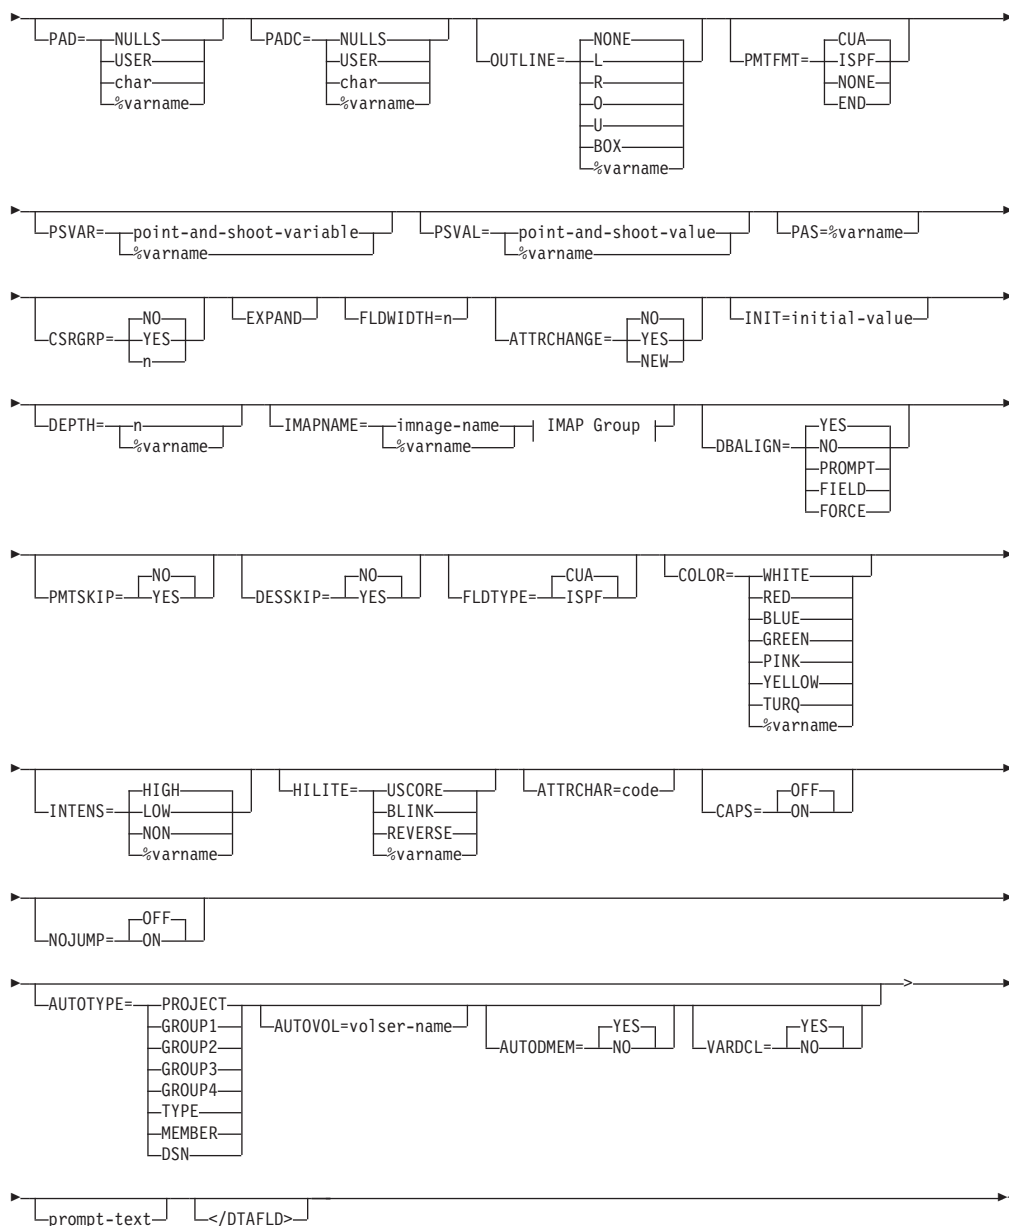 PAD= NULLS PADC= NULLS NONE CUA
USER USER OUTLINE= L PMTFMT= ISPF
char char R NONE
%varname %varname O END
U
BOX
%varname
PSVAR= point-and-shoot-variable PSVAL= point-and-shoot-value PAS=%varname
%varname %varname
NO EXPAND FLDWIDTH=n NO INIT=initial-value
CSRGRP= YES ATTRCHANGE= YES
n NEW
DEPTH= n IMAPNAME= imnage-name IMAP Group YES
%varname %varname DBALIGN= NO
PROMPT
FIELD
FORCE
NO NO CUA COLOR= WHITE
PMTSKIP= YES DESSKIP= YES FLDTYPE= ISPF RED
BLUE
GREEN
PINK
YELLOW
TURQ
%varname
HIGH HILITE= USCORE ATTRCHAR=code OFF
INTENS= LOW BLINK CAPS= ON
NON REVERSE
%varname %varname
OFF
NOJUMP= ON
>
AUTOTYPE= PROJECT
GROUP1 AUTOVOL=volser-name YES YES
GROUP2 AUTODMEM= NO VARDCL= NO
GROUP3
GROUP4
TYPE
MEMBER
DSN
prompt-text </DTAFLD>